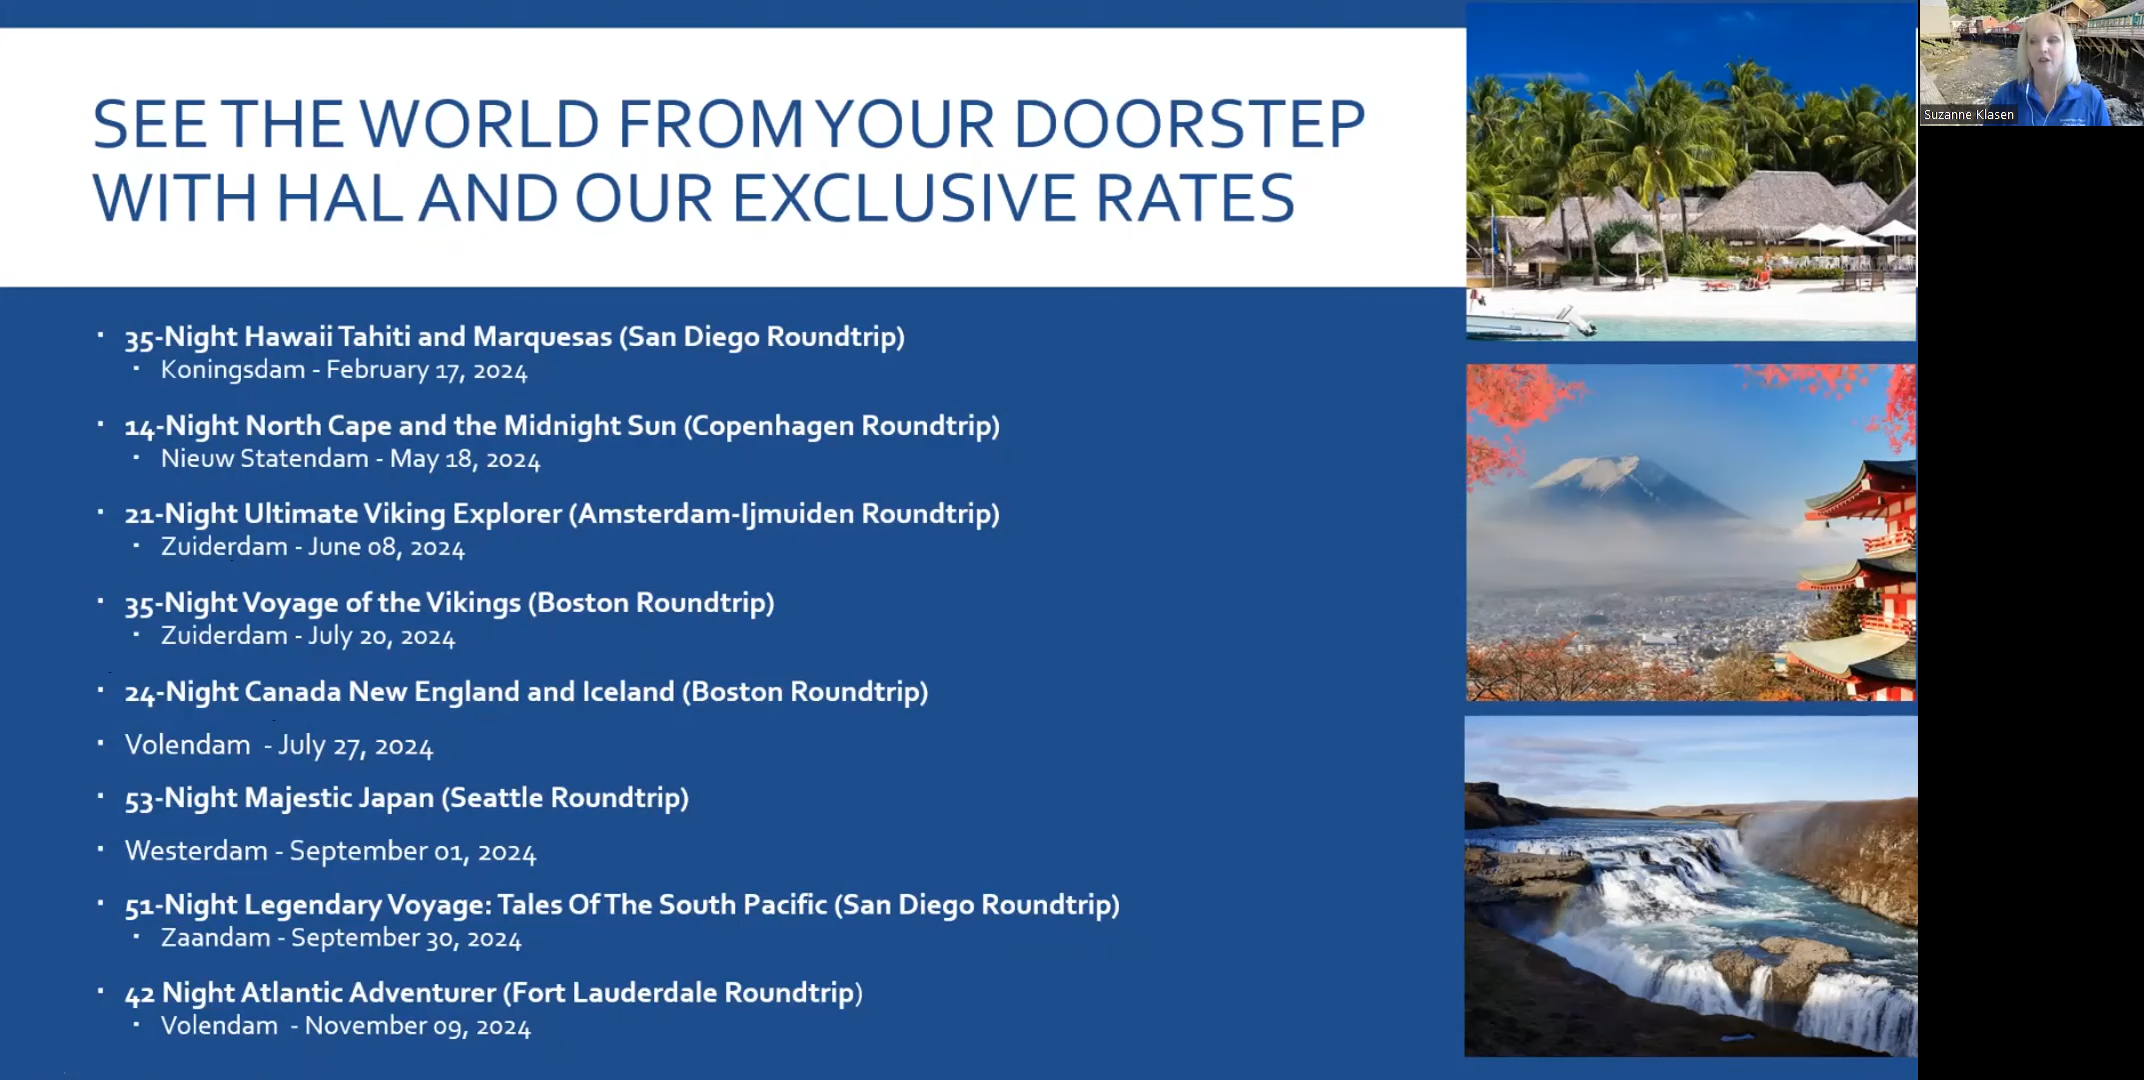 SEE THE WORLD FROM YOUR DOORSTEP
WITH HAL AND OUR EXCLUSIVE RATES
35-Night Hawaii Tahiti and Marquesas (San Diego Roundtrip)
Koningsdam - February 17, 2024
14-Night North Cape and the Midnight Sun (Copenhagen Roundtrip)
Nieuw Statendam - May 18, 2024
21-Night Ultimate Viking Explorer (Amsterdam-Ijmuiden Roundtrip)
Zuiderdam - June 08, 2024
35-Night Voyage of the Vikings (Boston Roundtrip)
Zuiderdam - July 20, 2024
24-Night Canada New England and Iceland (Boston Roundtrip)
Volendam  - July 27, 2024
53-Night Majestic Japan (Seattle Roundtrip)
Westerdam - September 01, 2024
51-Night Legendary Voyage: Tales Of The South Pacific (San Diego Roundtrip)
Zaandam - September 30, 2024
42 Night Atlantic Adventurer (Fort Lauderdale Roundtrip)
Volendam  - November 09, 2024
Suzanne Klasen